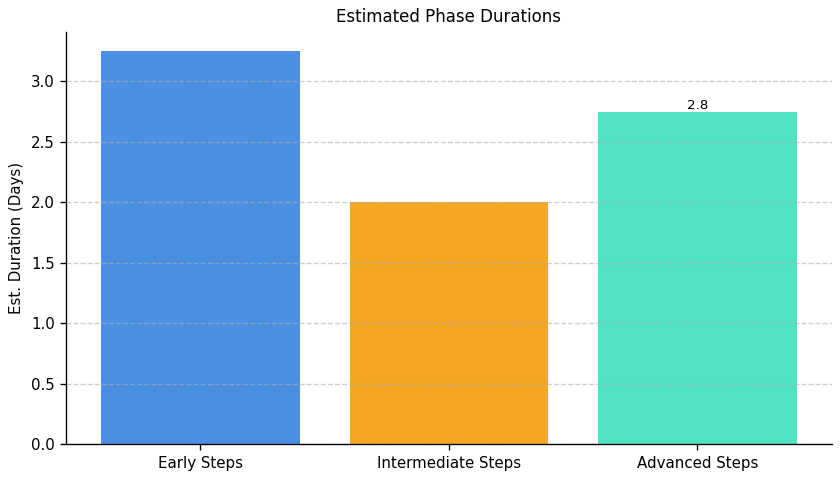 Estimated Phase Durations
Est. Duration (Days)
3.0
2.5
2.0
1.5
1.0
0.5
0.0
2.8
Early Steps
Intermediate Steps
Advanced Steps